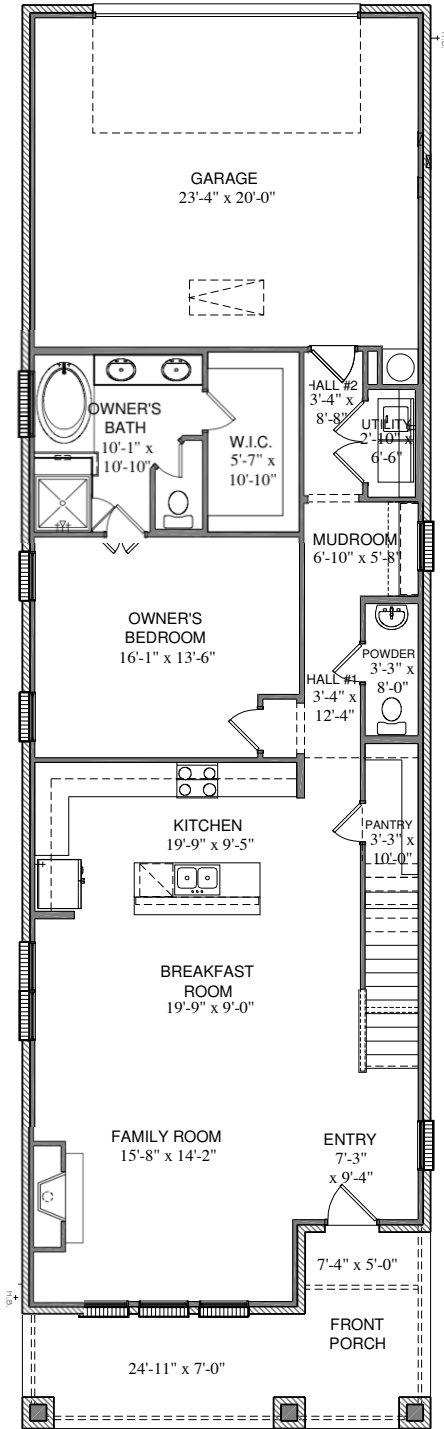 GARAGE
23'-4" x 20'-0"
HALL #2
3'-4" x
8'-8"
OWNER'S
BATH
10'-1" x
10'-10"
W.I.C.
5'-7" x
10'-10"
UTILITY
2'-10" x
6'-6"
MUDROOM
6'-10" x 5'-8"
OWNER'S
BEDROOM
16'-1" x 13'-6"
POWDER
3'-3" x
8'-0"
HALL #1
3'-4" x
12'-4"
KITCHEN
19'-9" x 9'-5"
PANTRY
3'-3" x
10'-0"
BREAKFAST
ROOM
19'-9" x 9'-0"
FAMILY ROOM
15'-8" x 14'-2"
ENTRY
7'-3"
x 9'-4"
7'-4" x 5'-0"
FRONT
PORCH
24'-11" x 7'-0"
H.B.